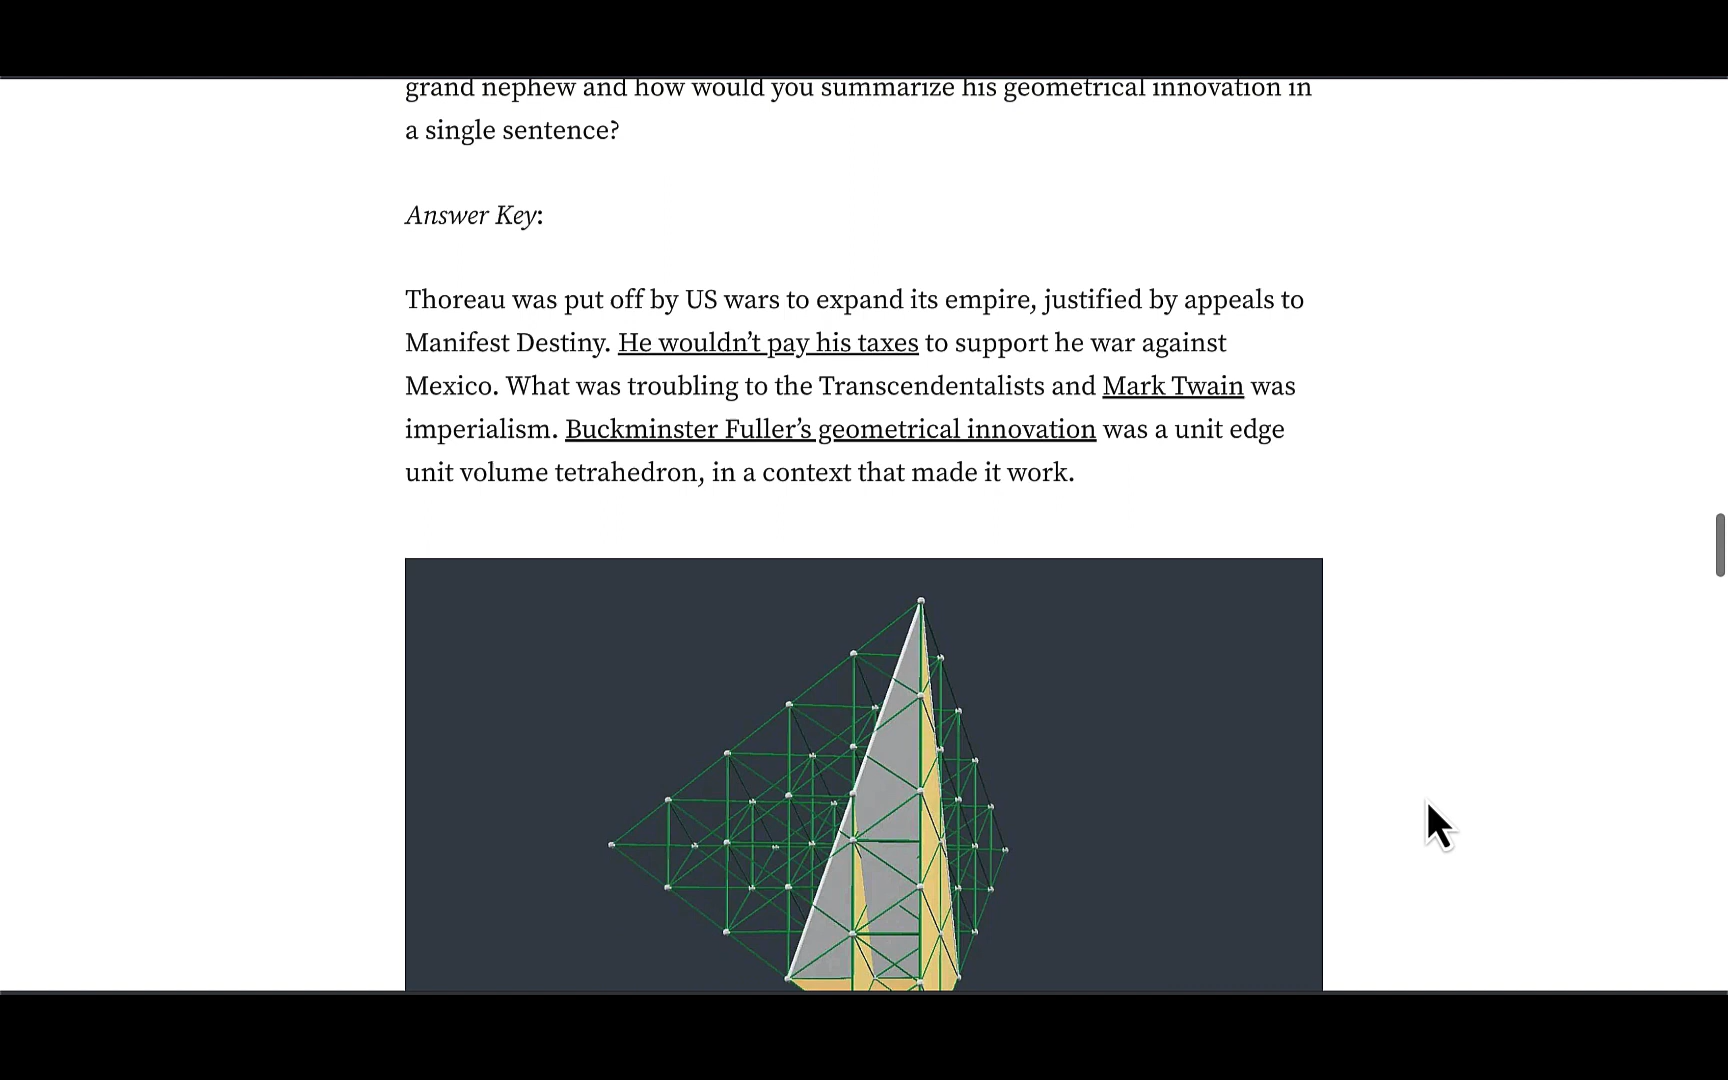 grand nephew and how would you summarize his geometrical innovation in
a single sentence?
Answer Key:
Thoreau was put off by US wars to expand its empire, justified by appeals to
Manifest Destiny. He wouldn’t pay his taxes to support he war against
Mexico. What was troubling to the Transcendentalists and Mark Twain was
imperialism. Buckminster Fuller’s geometrical innovation was a unit edge
unit volume tetrahedron, in a context that made it work.